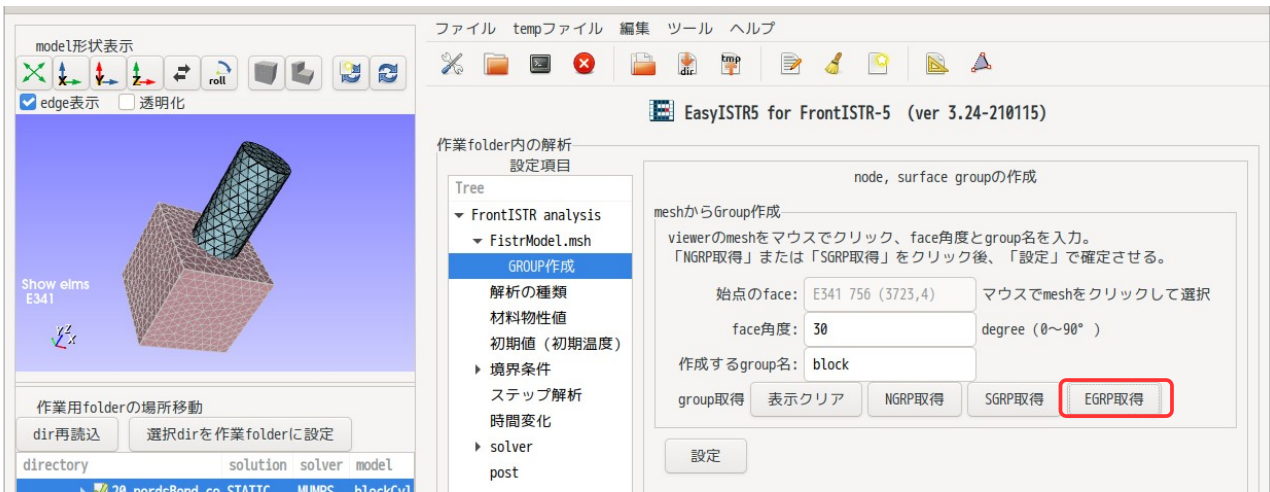 model形状表示
roll
edge表示 透明化
Show elms
E341
作業用folderの場所移動
dir再読込 選択dirを作業folderに設定
directory solution solver model
STATIC MUMPS blockCyl
ファイル tempファイル 編集 ツール ヘルプ
dir tmp
EasyISTR5 for FrontISTR-5 (ver 3.24-210115)
作業folder内の解析
設定項目
Tree
FrontISTR analysis
FistrModel.msh
GROUP作成
解析の種類
材料物性値
初期値 (初期温度)
境界条件
ステップ解析
時間変化
solver
post
node, surface groupの作成
meshからGroup作成
viewerのmeshをマウスでクリック、face角度とgroup名を入力。
「NGRP取得」または「SGRP取得」をクリック後、「設定」で確定させる。
始点のface: E341 756 (3723,4) マウスでmeshをクリックして選択
face角度: 30 degree (0～90° )
作成するgroup名: block
group取得 表示クリア NGRP取得 SGRP取得 EGRP取得
設定